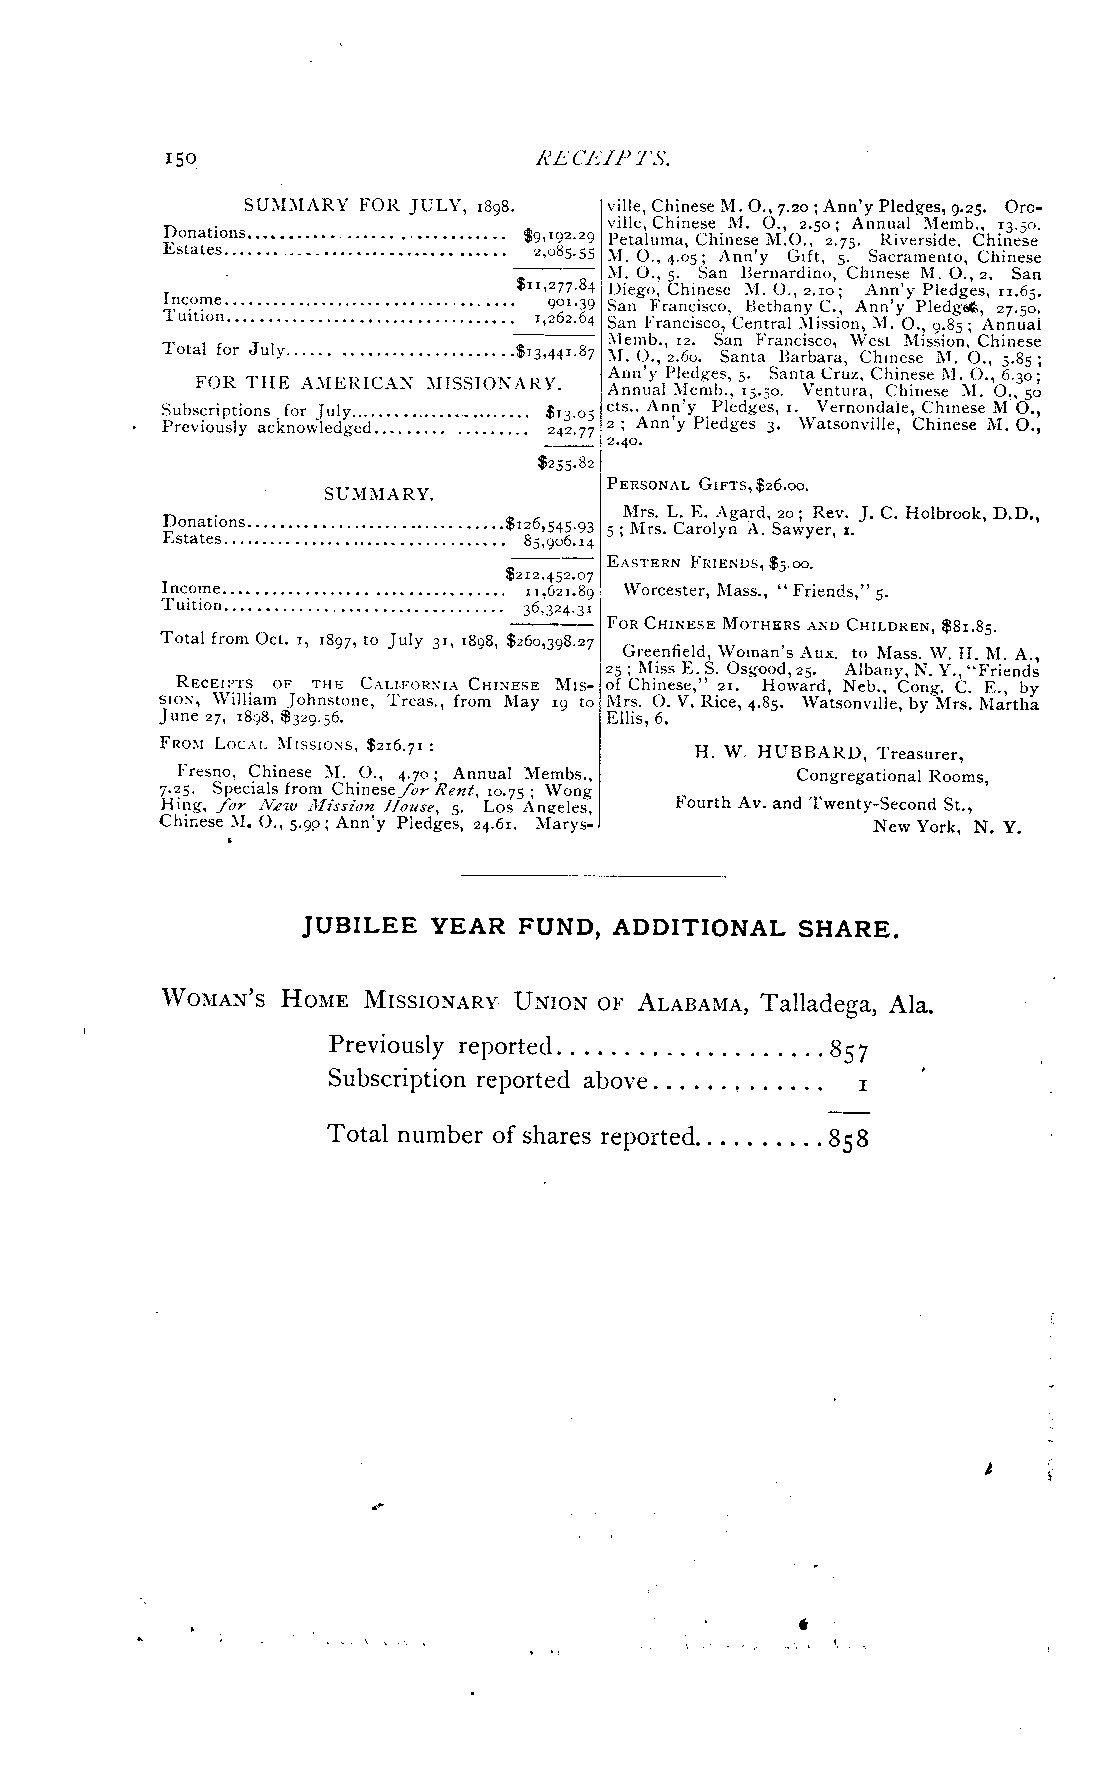 150
RECEIPTS.
SUMMARY FOR JULY, 1898.
Donations................................ $9,192.29
Estates................................ 2,085.55
$11,277.84
Income................................ 901.39
Tuition................................ 1,262.64
Total for July...........................$13,441.87
FOR THE AMERICAN MISSIONARY.
Subscriptions for July....................... $13.05
Previously acknowledged.................. 242.77
$255.82
SUMMARY.
Donations...............................$126,545.93
Estates................................. 85,906.14
$212,452.07
Income................................. 11,621.89
Tuition................................. 36,324.31
Total from Oct. 1, 1897, to July 31, 1898, $260,398.27
RECEIPTS OF THE CALIFORNIA CHINESE MIS-
SION, William Johnstone, Treas., from May 19 to
June 27, 1898, $329.56.
FROM LOCAL MISSIONS, $216.71 :
Fresno, Chinese M. O., 4.70; Annual Membs.,
7.25. Specials from Chinese for Rent, 10.75; Wong
Hing, for New Mission House, 5. Los Angeles,
Chinese M. O., 5.90; Ann'y Pledges, 24.61. Marys-
ville, Chinese M. O., 7.20; Ann'y Pledges, 9.25. Oro-
ville, Chinese M. O., 2.50; Annual Memb., 13.50.
Petaluma, Chinese M.O., 2.75. Riverside, Chinese
M. O., 4.05; Ann'y Gift, 5. Sacramento, Chinese
M. O., 5. San Bernardino, Chinese M. O., 2. San
Diego, Chinese M. O., 2.10; Ann'y Pledges, 11.65.
San Francisco, Bethany C., Ann'y Pledges, 27.50.
San Francisco, Central Mission, M. O., 9.85; Annual
Memb., 12. San Francisco, West Mission, Chinese
M. O., 2.60. Santa Barbara, Chinese M. O., 5.85;
Ann'y Pledges, 5. Santa Cruz, Chinese M. O., 6.30;
Annual Memb., 15.50. Ventura, Chinese M. O., 50
cts., Ann'y Pledges, 1. Vernondale, Chinese M O.,
2; Ann'y Pledges 3. Watsonville, Chinese M. O.,
2.40.
PERSONAL GIFTS, $26.00.
Mrs. L. E. Agard, 20; Rev. J. C. Holbrook, D.D.,
5; Mrs. Carolyn A. Sawyer, 1.
EASTERN FRIENDS, $5.00.
Worcester, Mass., "Friends," 5.
FOR CHINESE MOTHERS AND CHILDREN, $81.85.
Greenfield, Woman's Aux. to Mass. W. H. M. A.,
25; Miss E. S. Osgood, 25. Albany, N. Y., "Friends
of Chinese," 21. Howard, Neb., Cong. C. E., by
Mrs. O. V. Rice, 4.85. Watsonville, by Mrs. Martha
Ellis, 6.
H. W. HUBBARD, Treasurer,
Congregational Rooms,
Fourth Av. and Twenty-Second St.,
New York, N. Y.
JUBILEE YEAR FUND, ADDITIONAL SHARE.
WOMAN'S HOME MISSIONARY UNION OF ALABAMA, Talladega, Ala.
Previously reported....................857
Subscription reported above............. 1
Total number of shares reported..........858